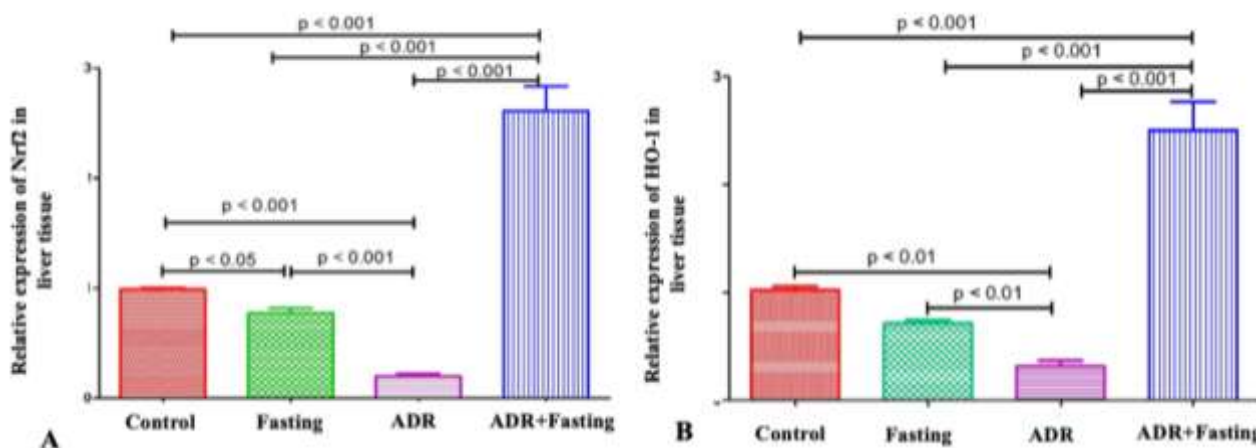 p < 0.001
p < 0.001
p < 0.001
3
p < 0.001
p < 0.05
p < 0.001
0
Relative expression of Nrf2 in
liver tissue
Control
Fasting
ADR
ADR+Fasting
A
p < 0.001
p < 0.001
p < 0.001
3
p < 0.01
p < 0.01
Relative expression of HO-1 in
liver tissue
Control
Fasting
ADR
ADR+Fasting
B